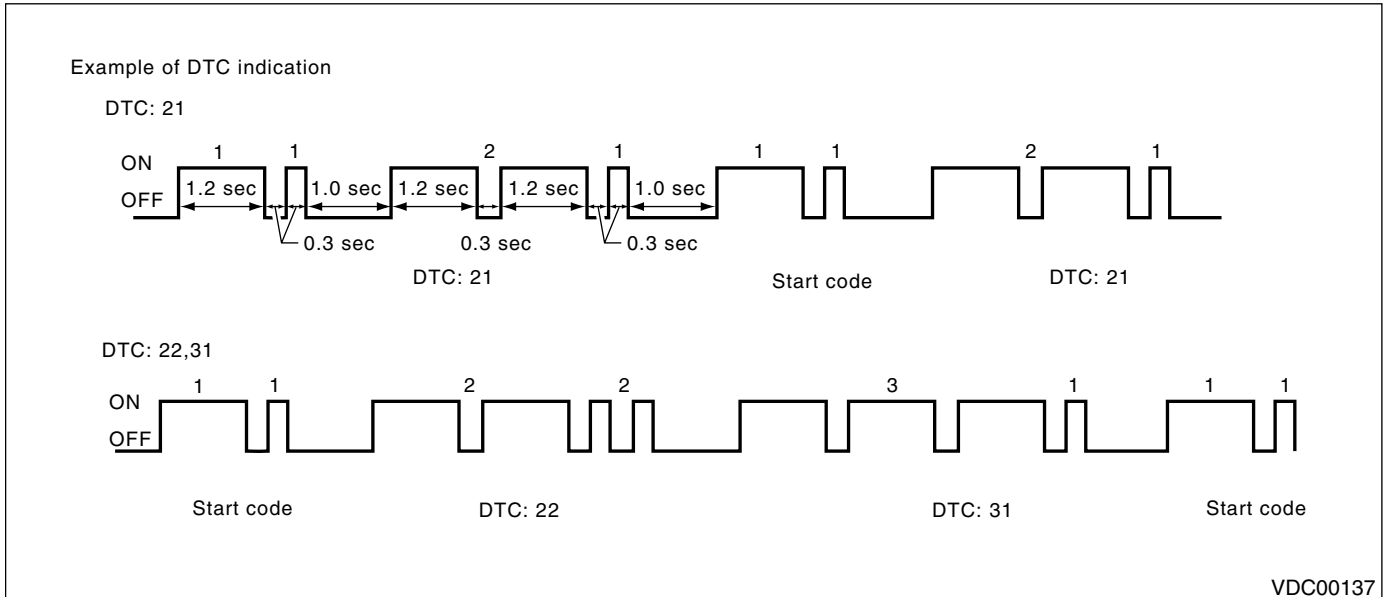 Example of DTC indication
DTC: 21
1 1 2 1 1 1 2 1
ON
OFF 1.2 sec 1.0 sec 1.2 sec 1.2 sec 1.0 sec
0.3 sec 0.3 sec 0.3 sec
DTC: 21 Start code DTC: 21
DTC: 22,31
1 1 2 2 3 1 1 1
ON
OFF
Start code DTC: 22 DTC: 31 Start code
VDC00137